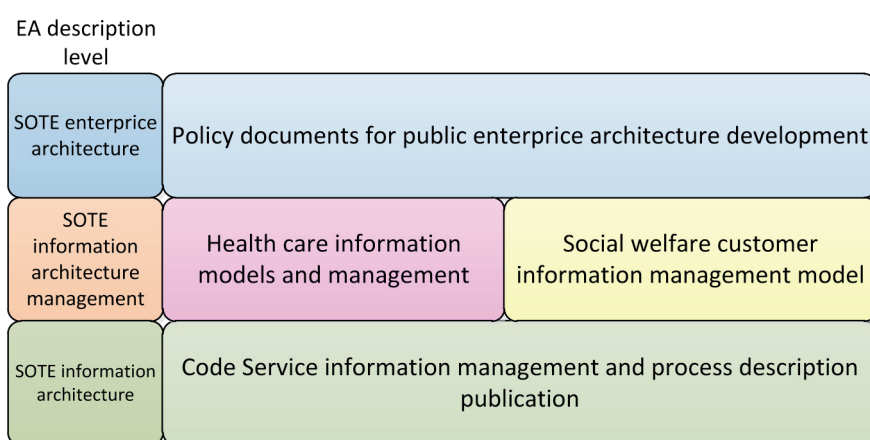 EA description
level
SOTE enterprice
architecture
Policy documents for public enterprice architecture development
SOTE
information
architecture
management
Health care information
models and management
Social welfare customer
information management model
SOTE information
architecture
Code Service information management and process description
publication